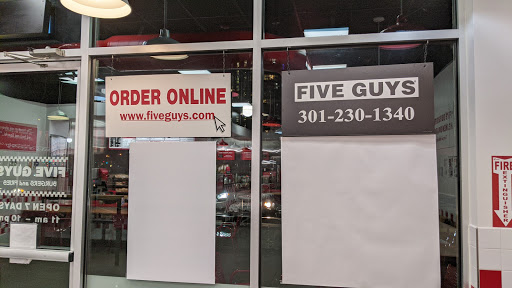 ORDER ONLINE
www.fiveguys.com
FIVE GUYS
301-230-1340
FIVE GUYS
BURGERS and FRIES
OPEN 7 DAYS
11 am - 10 pm
FIRE
EXTINGUISHER